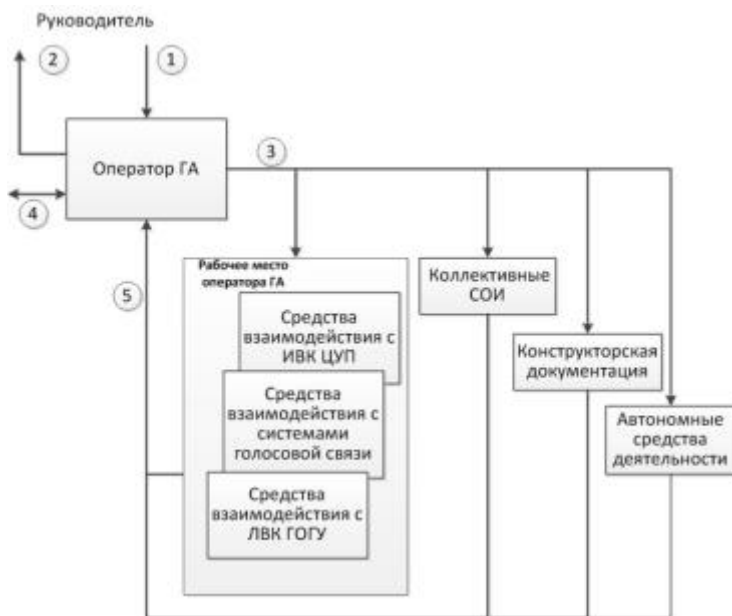 Руководитель
2
1
Оператор ГА
3
4
5
Рабочее место
оператора ГА
Средства
взаимодействия с
ИВК ЦУП
Средства
взаимодействия с
системами
голосовой связи
Средства
взаимодействия с
ЛВК ГОГУ
Коллективные
СОИ
Конструкторская
документация
Автономные
средства
деятельности